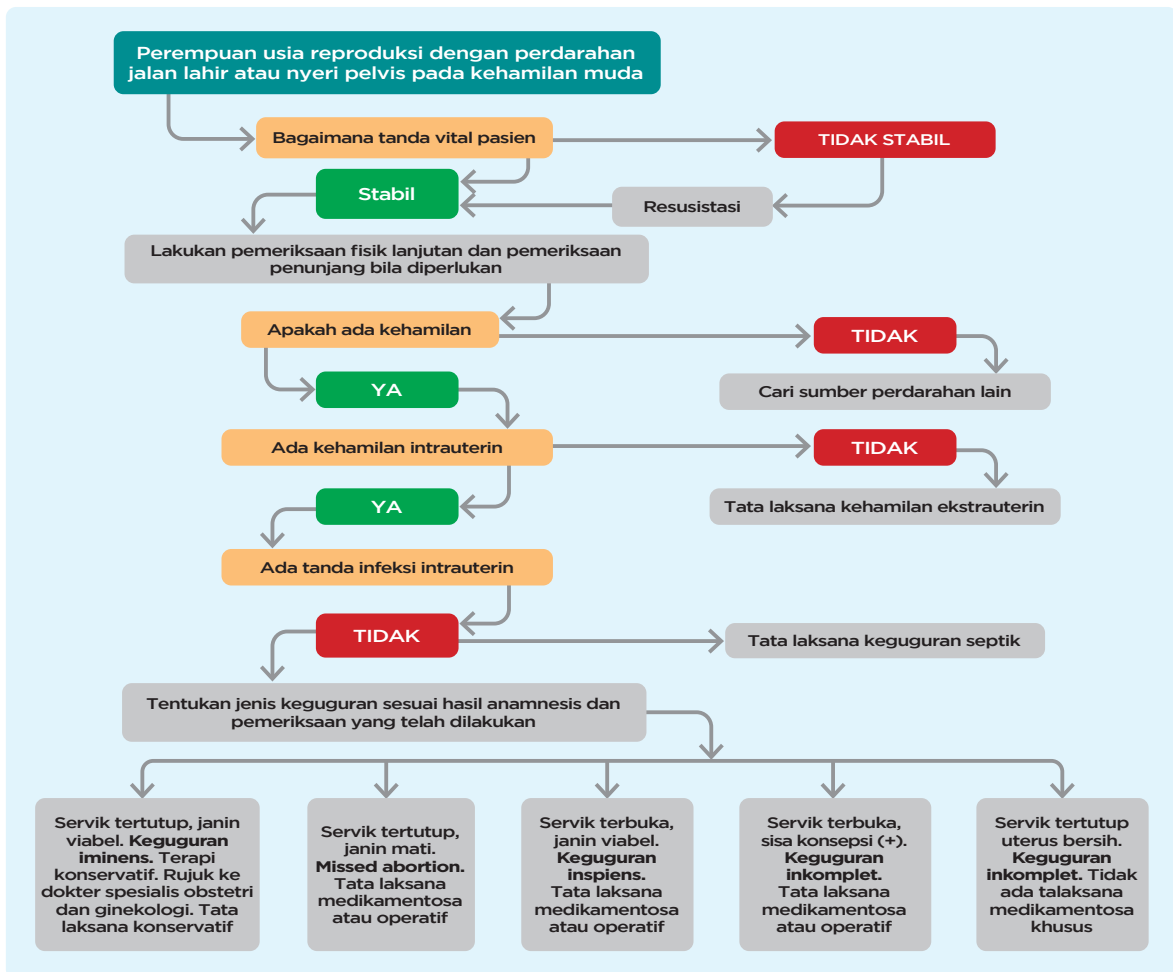 Perempuan usia reproduksi dengan perdarahan
jalan lahir atau nyeri pelvis pada kehamilan muda
Bagaimana tanda vital pasien
TIDAK STABIL
Stabil
Resusistasi
Lakukan pemeriksaan fisik lanjutan dan pemeriksaan
penunjang bila diperlukan
Apakah ada kehamilan
TIDAK
YA
Cari sumber perdarahan lain
Ada kehamilan intrauterin
TIDAK
YA
Tata laksana kehamilan ekstrauterin
Ada tanda infeksi intrauterin
TIDAK
Tata laksana keguguran septik
Tentukan jenis keguguran sesuai hasil anamnesis dan
pemeriksaan yang telah dilakukan
Servik tertutup, janin
viabel. Keguguran
iminens. Terapi
konservatif. Rujuk ke
dokter spesialis obstetri
dan ginekologi. Tata
laksana konservatif
Servik tertutup,
janin mati.
Missed abortion.
Tata laksana
medikamentosa
atau operatif
Servik terbuka,
janin viabel.
Keguguran
inspiens.
Tata laksana
medikamentosa
atau operatif
Servik terbuka,
sisa konsepsi (+).
Keguguran
inkomplet.
Tata laksana
medikamentosa
atau operatif
Servik tertutup
uterus bersih.
Keguguran
inkomplet. Tidak
ada talaksana
medikamentosa
khusus